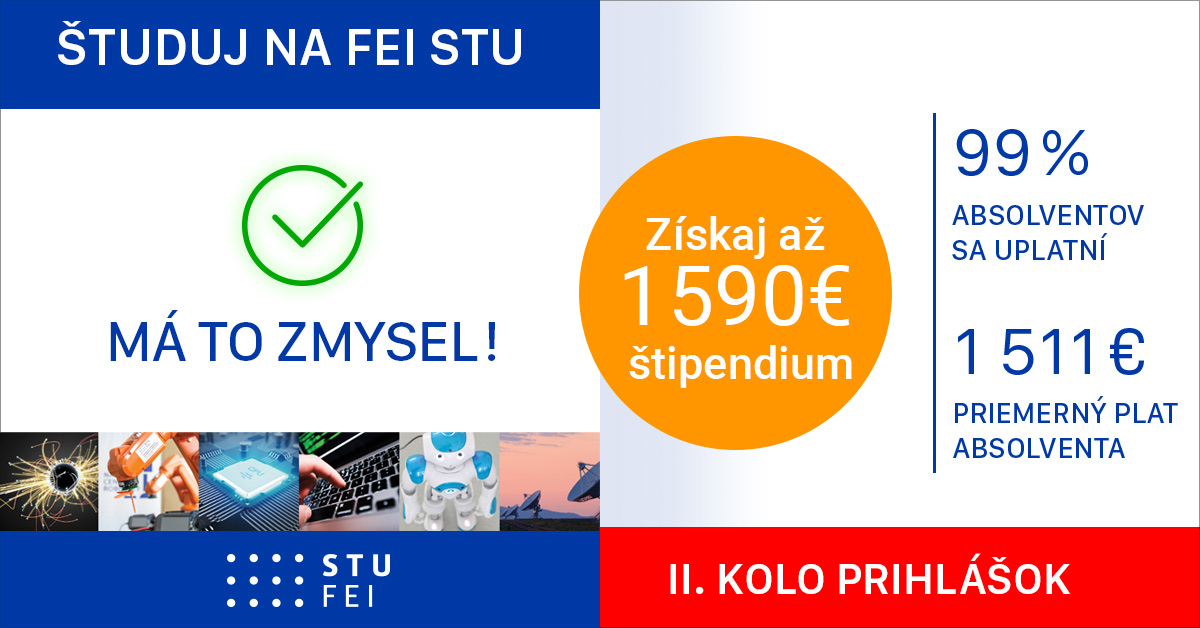 ŠTUDUJ NA FEI STU
MÁ TO ZMYSEL!
CPU
STU
FEI
Získaj až
1590€
štipendium
99%
ABSOLVENTOV
SA UPLATNÍ
1 511€
PRIEMERNÝ PLAT
ABSOLVENTA
II. KOLO PRIHLÁŠOK